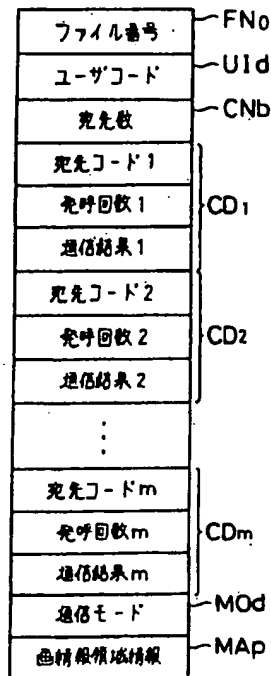 ファイル番号 FNo
ユーザコード UId
宛先数 CNb
宛先コード1
発呼回数1 CD1
通信結果1
宛先コード2
発呼回数2 CD2
通信結果2
⋮
宛先コードm
発呼回数m CDm
通信結果m
通信モード MOd
画情報領域情報 MAp